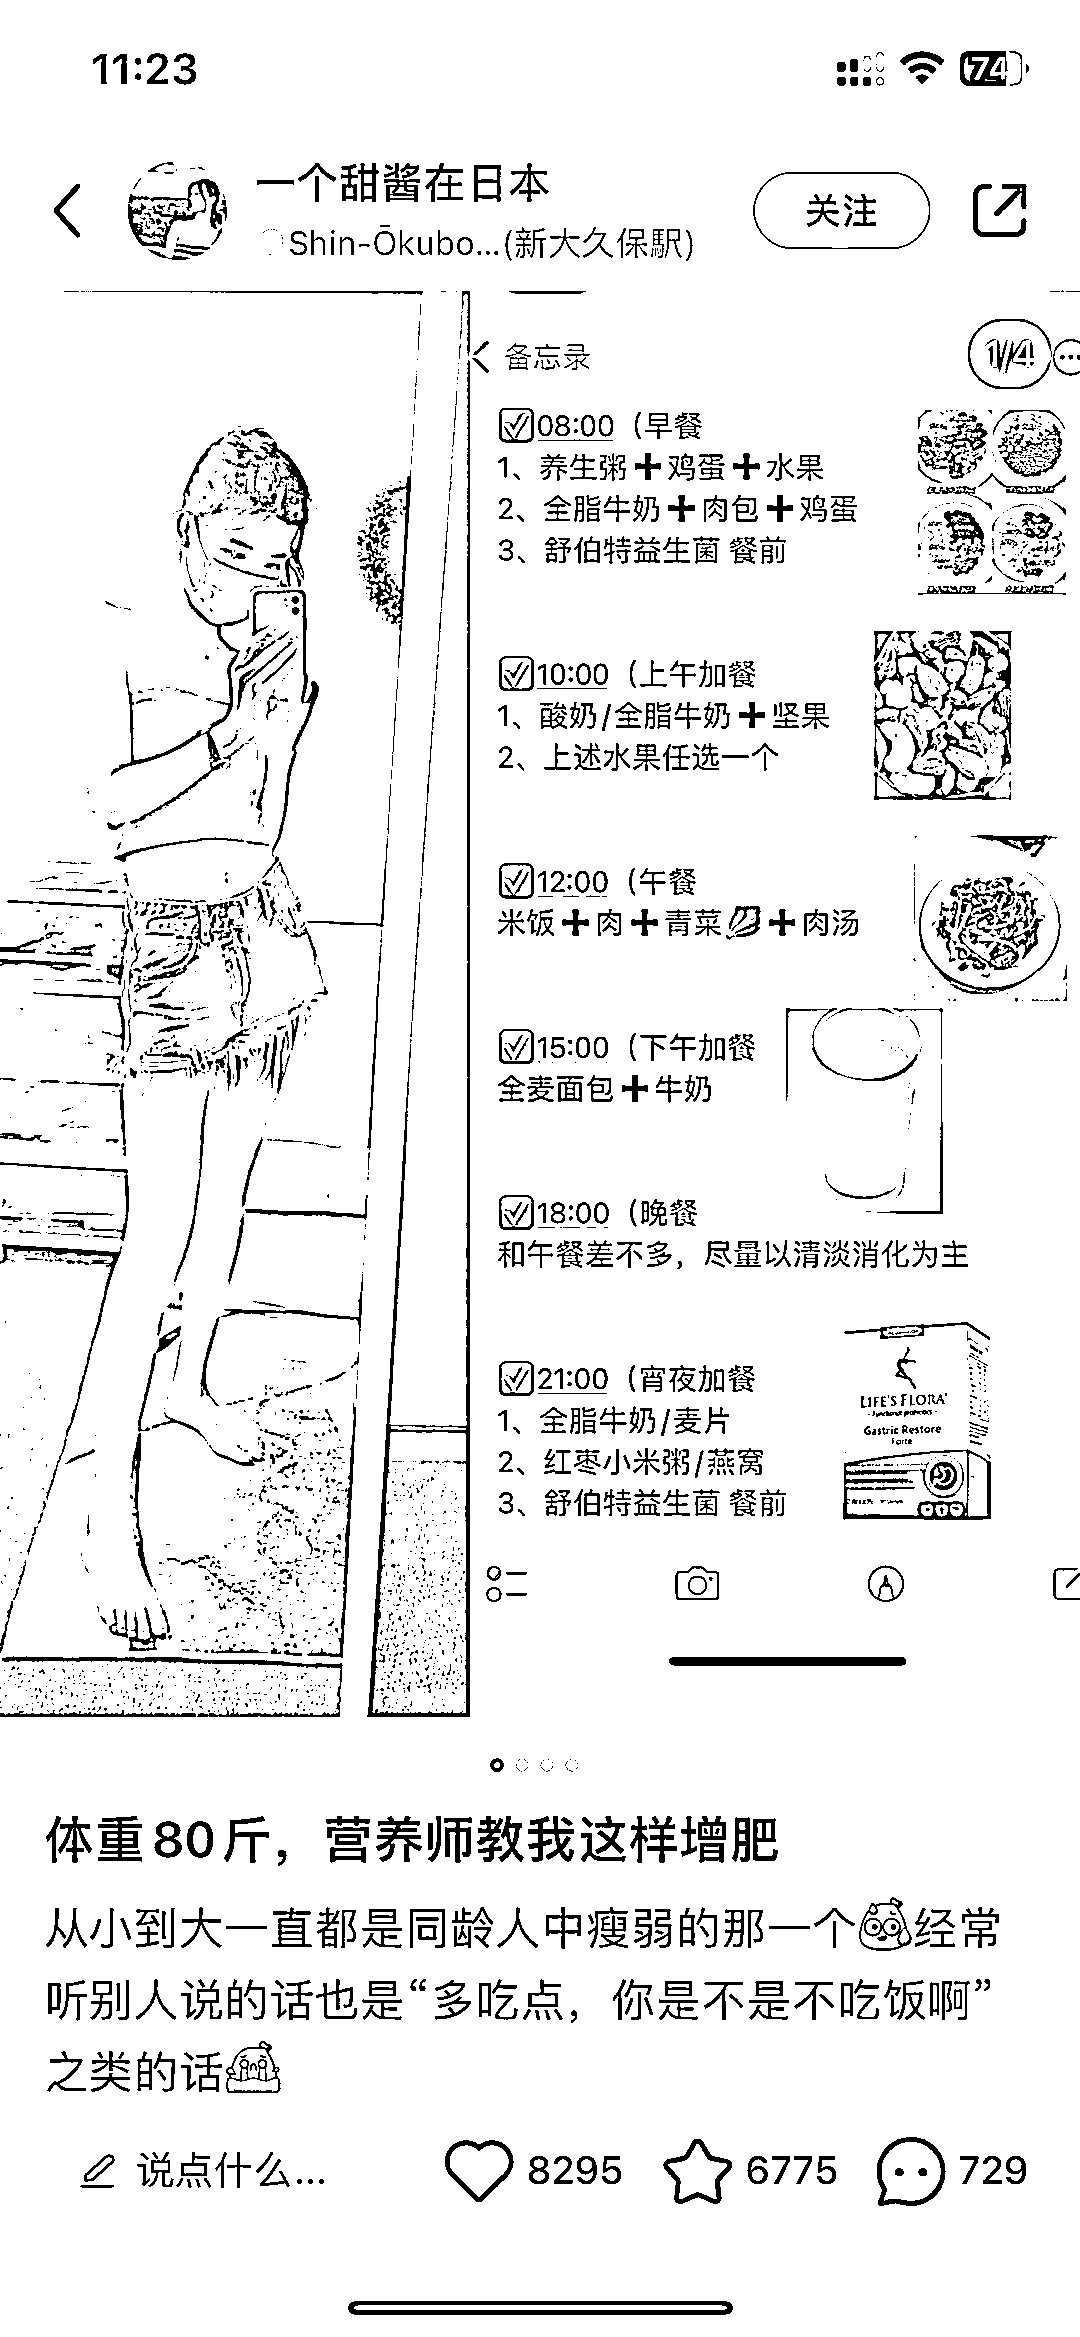 11:23
74
一个甜酱在日本
关注
Shin-Ōkubo...(新大久保駅)
备忘录
1/4
08:00（早餐
1、养生粥➕鸡蛋➕水果
2、全脂牛奶➕肉包➕鸡蛋
3、舒伯特益生菌 餐前
10:00（上午加餐
1、酸奶/全脂牛奶➕坚果
2、上述水果任选一个
12:00（午餐
米饭➕肉➕青菜🥬➕肉汤
15:00（下午加餐
全麦面包➕牛奶
18:00（晚餐
和午餐差不多，尽量以清淡消化为主
21:00（宵夜加餐
1、全脂牛奶/麦片
2、红枣小米粥/燕窝
3、舒伯特益生菌 餐前
LIFE'S FLORA
Gastric Restore
Forte
体重80斤，营养师教我这样增肥
从小到大一直都是同龄人中瘦弱的那一个经常
听别人说的话也是“多吃点，你是不是不吃饭啊”
之类的话
说点什么...
8295
6775
729